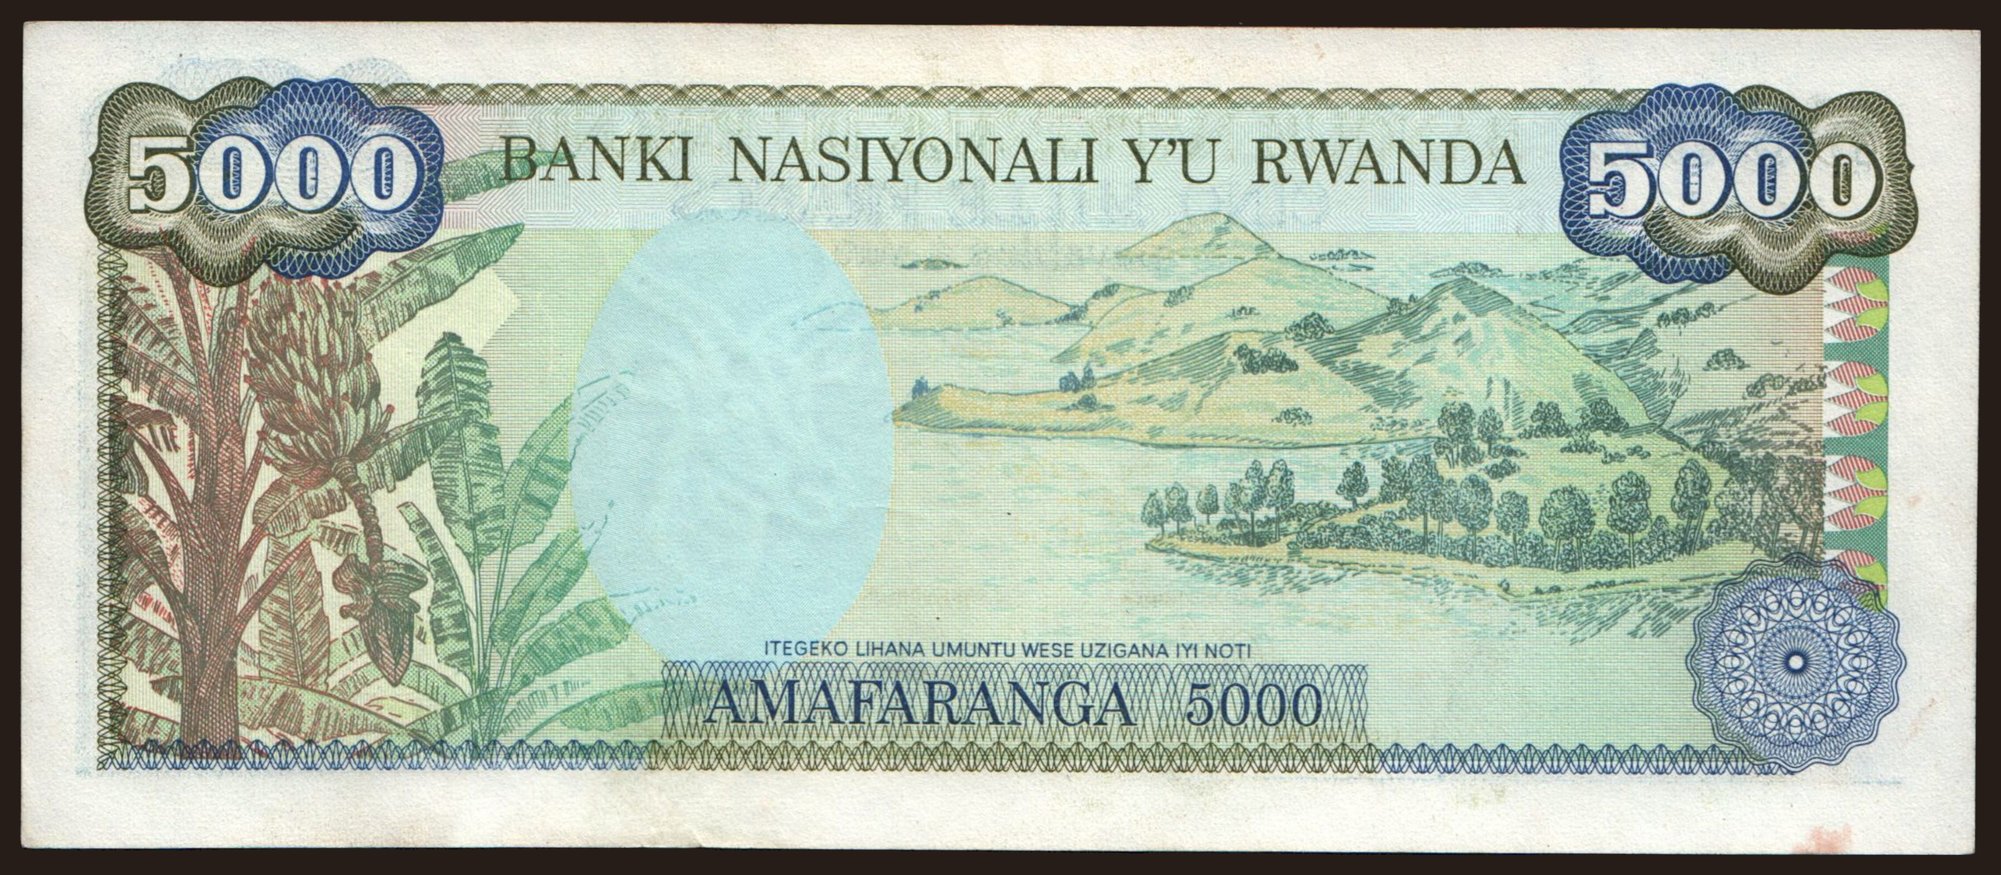 5000
BANKI NASIYONALI Y'U RWANDA
5000
ITEGEKO LIHANA UMUNTU WESE UZIGANA IYI NOTI
AMAFARANGA 5000